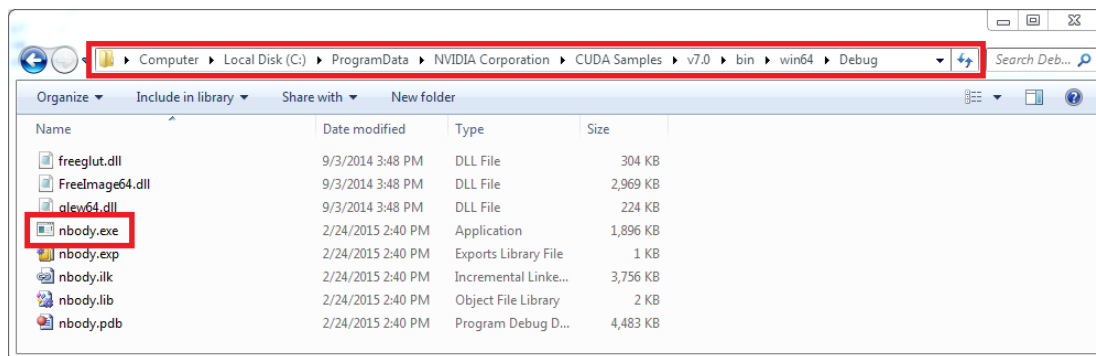 Computer Local Disk (C:) ProgramData NVIDIA Corporation CUDA Samples v7.0 bin win64 Debug Search Deb...
Organize Include in library Share with New folder
Name Date modified Type Size
freeglut.dll 9/3/2014 3:48 PM DLL File 304 KB
FreeImage64.dll 9/3/2014 3:48 PM DLL File 2,969 KB
glew64.dll 9/3/2014 3:48 PM DLL File 224 KB
nbody.exe 2/24/2015 2:40 PM Application 1,896 KB
nbody.exp 2/24/2015 2:40 PM Exports Library File 1 KB
nbody.ilk 2/24/2015 2:40 PM Incremental Linke... 3,756 KB
nbody.lib 2/24/2015 2:40 PM Object File Library 2 KB
nbody.pdb 2/24/2015 2:40 PM Program Debug D... 4,483 KB